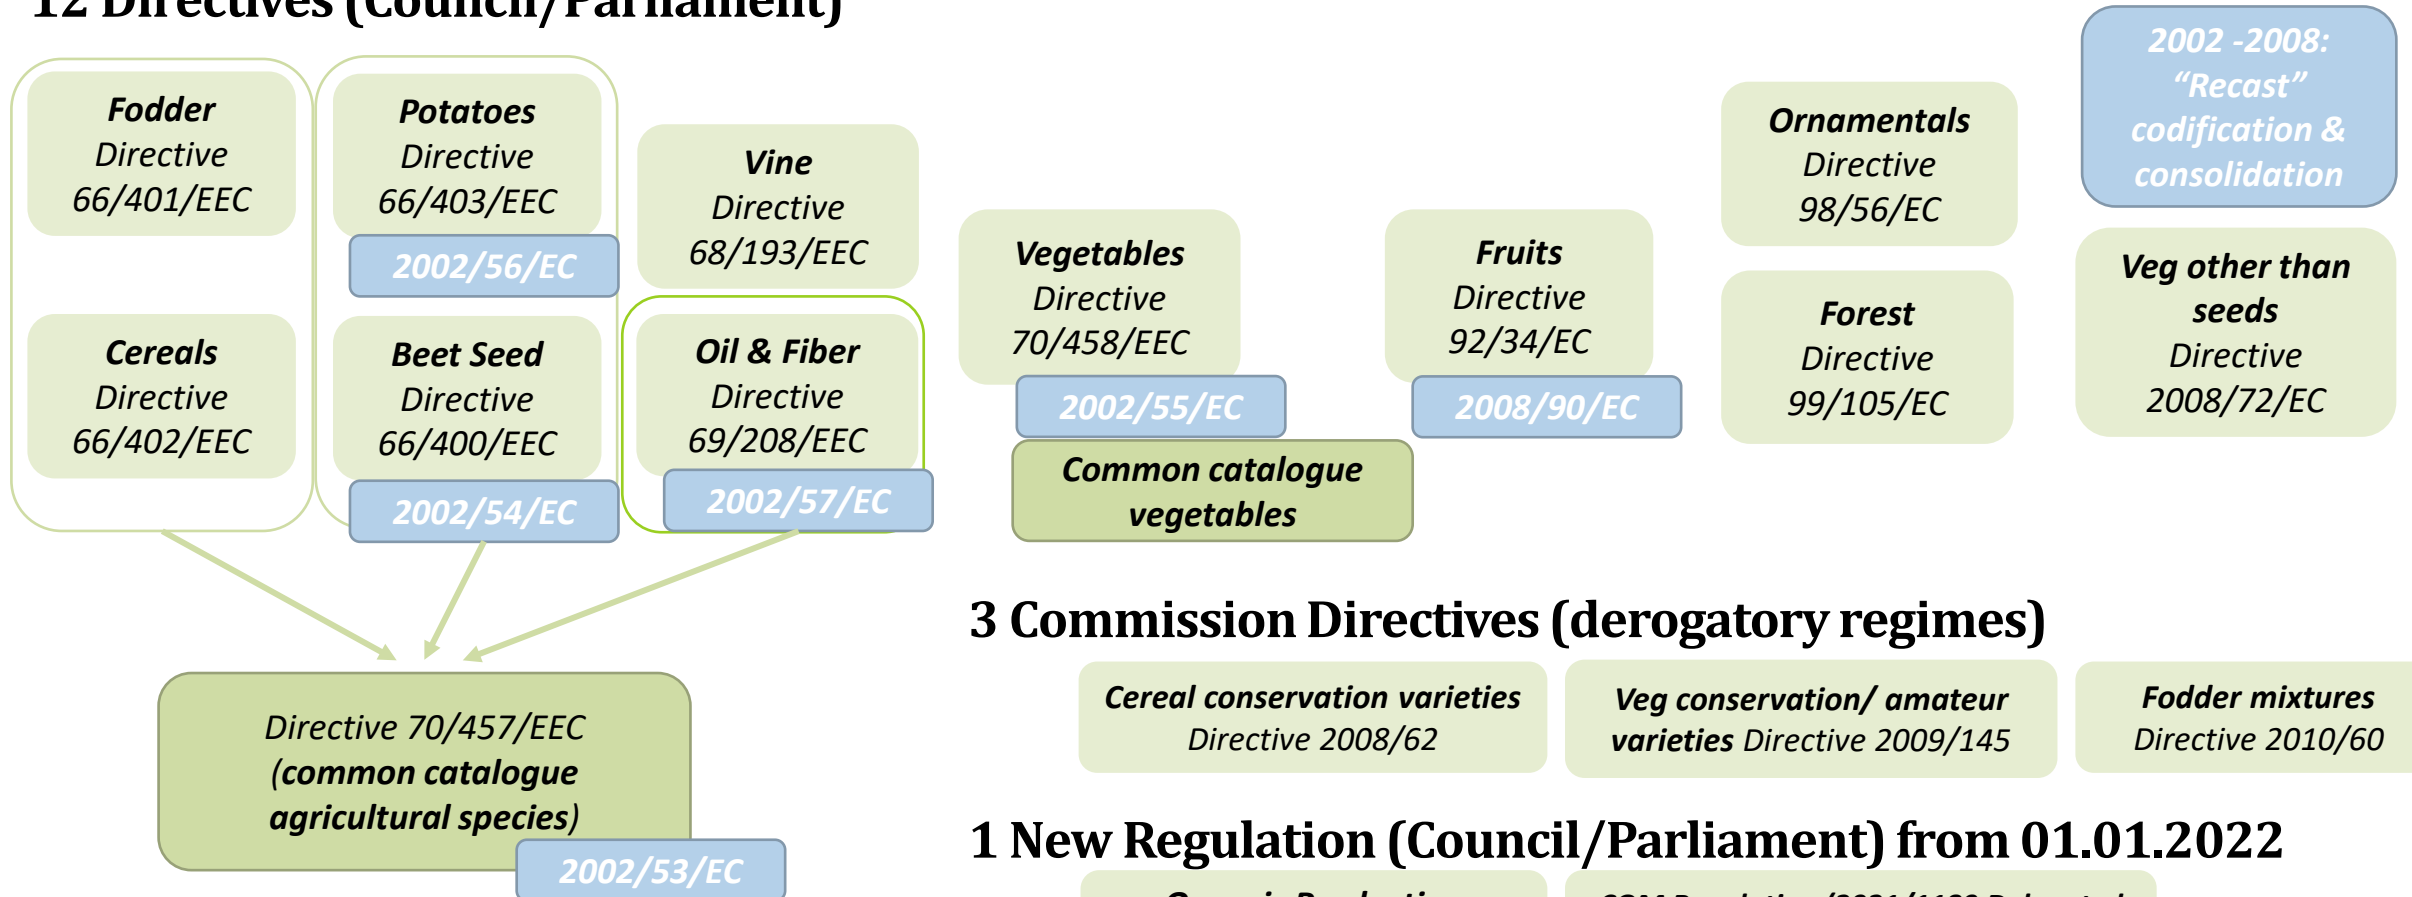 12 Directives (Council/Parliament)
Fodder
Directive
66/401/EEC
Cereals
Directive
66/402/EEC
Potatoes
Directive
66/403/EEC
2002/56/EC
Beet Seed
Directive
66/400/EEC
2002/54/EC
Vine
Directive
68/193/EEC
Oil & Fiber
Directive
69/208/EEC
2002/57/EC
Vegetables
Directive
70/458/EEC
2002/55/EC
Common catalogue
vegetables
Fruits
Directive
92/34/EC
2008/90/EC
Ornamentals
Directive
98/56/EC
Forest
Directive
99/105/EC
2002 -2008:
“Recast”
codification &
consolidation
Veg other than
seeds
Directive
2008/72/EC
Directive 70/457/EEC
(common catalogue
agricultural species)
2002/53/EC
3 Commission Directives (derogatory regimes)
Cereal conservation varieties
Directive 2008/62
Veg conservation/ amateur
varieties Directive 2009/145
Fodder mixtures
Directive 2010/60
1 New Regulation (Council/Parliament) from 01.01.2022